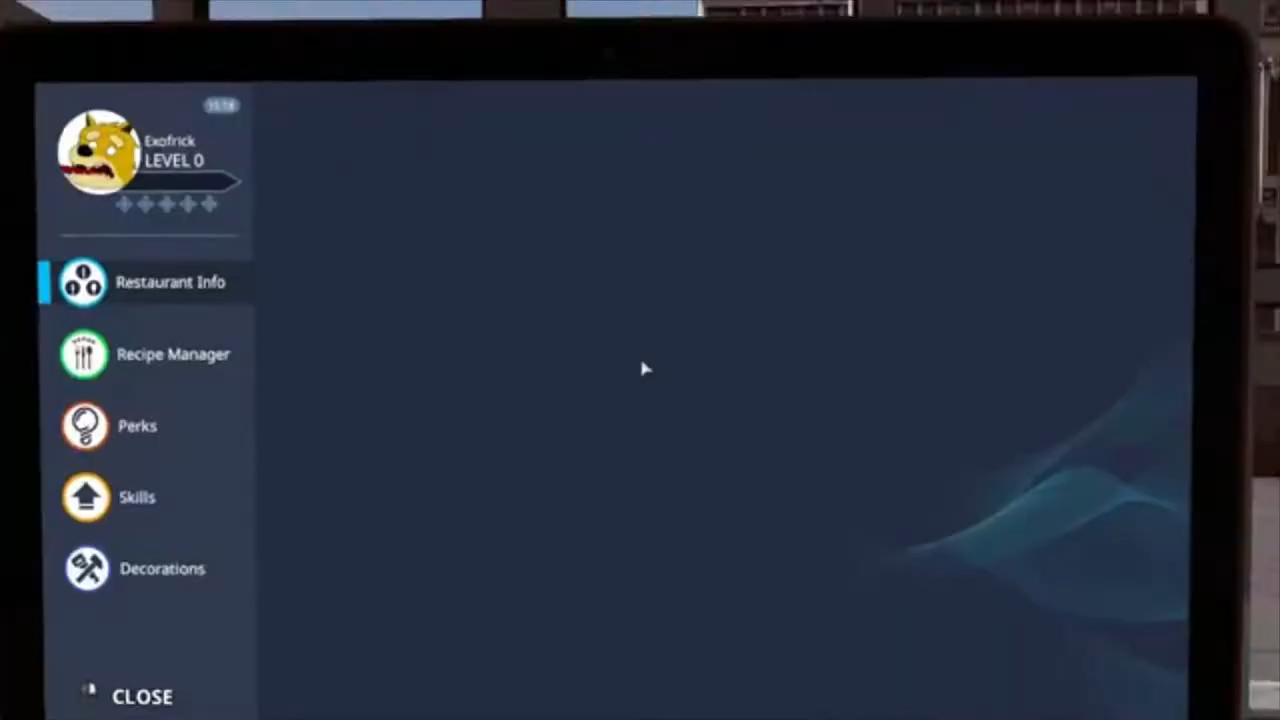 Exofrick
LEVEL 0
Restaurant Info
Recipe Manager
Perks
Skills
Decorations
CLOSE